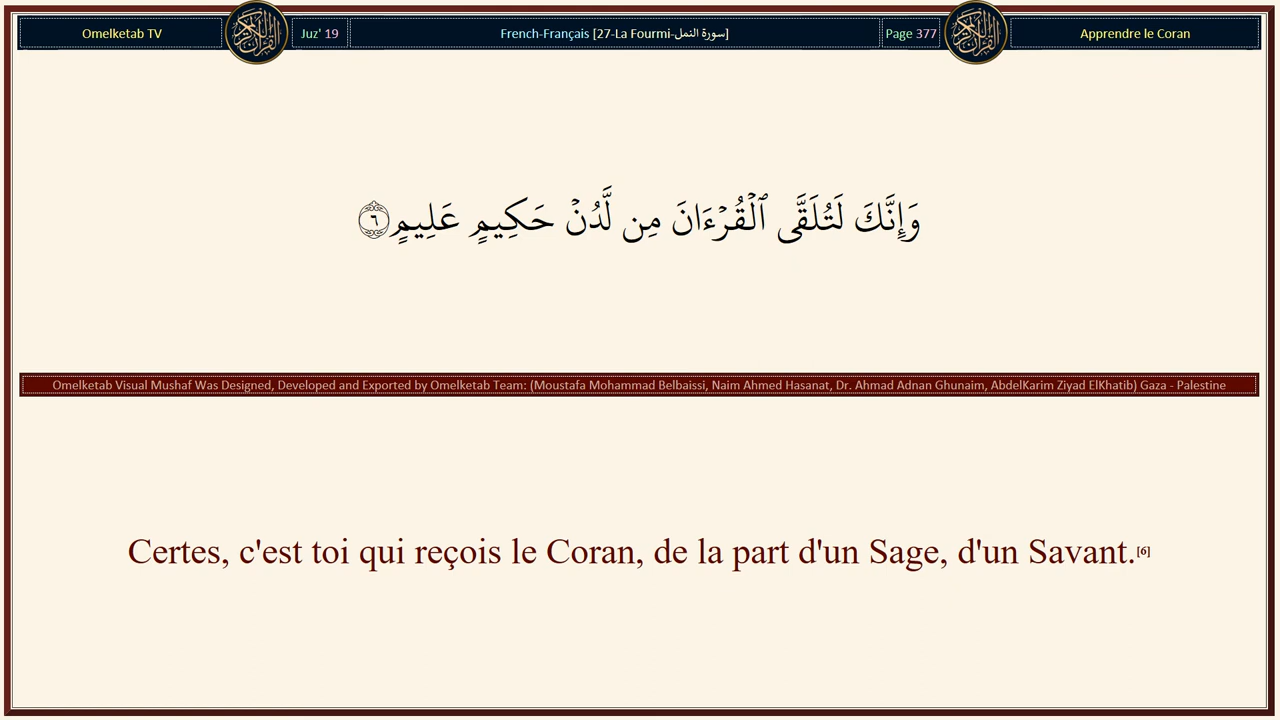 Omelketab TV
Juz' 19
French-Français [27-La Fourmi-سورة النمل]
Page 377
Apprendre le Coran
وَإِنَّكَ لَتُلَقَّى ٱلۡقُرۡءَانَ مِن لَّدُنۡ حَكِيمٍ عَلِيمٍ ٦
Omelketab Visual Mushaf Was Designed, Developed and Exported by Omelketab Team: (Moustafa Mohammad Belbaissi, Naim Ahmed Hasanat, Dr. Ahmad Adnan Ghunaim, AbdelKarim Ziyad ElKhatib) Gaza - Palestine
Certes, c'est toi qui reçois le Coran, de la part d'un Sage, d'un Savant.[6]